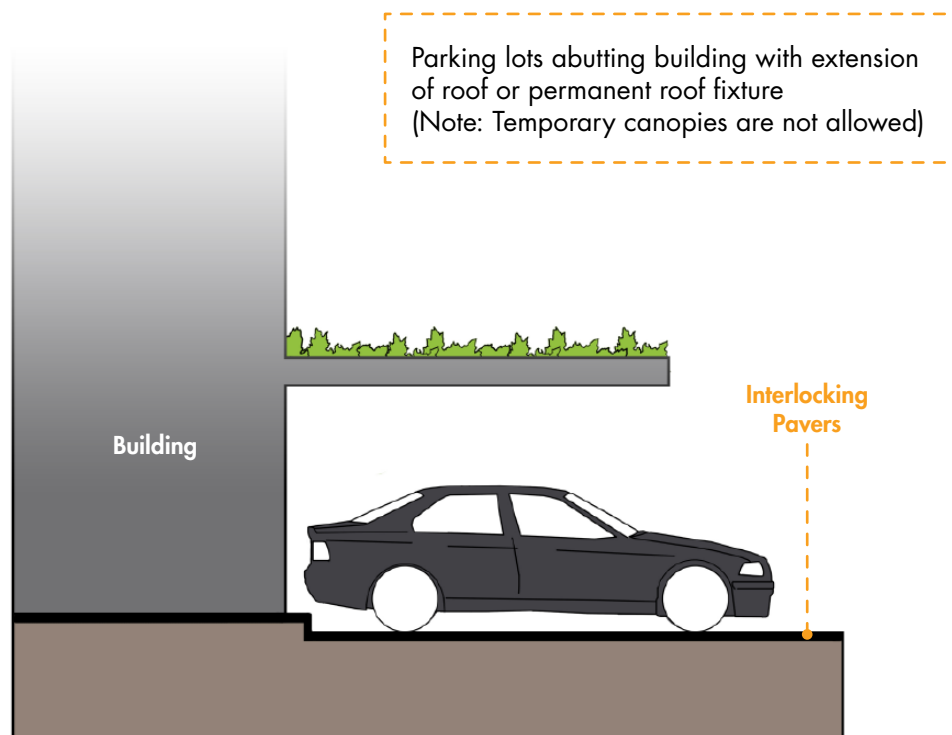 Parking lots abutting building with extension
of roof or permanent roof fixture
(Note: Temporary canopies are not allowed)
Interlocking
Pavers
Building